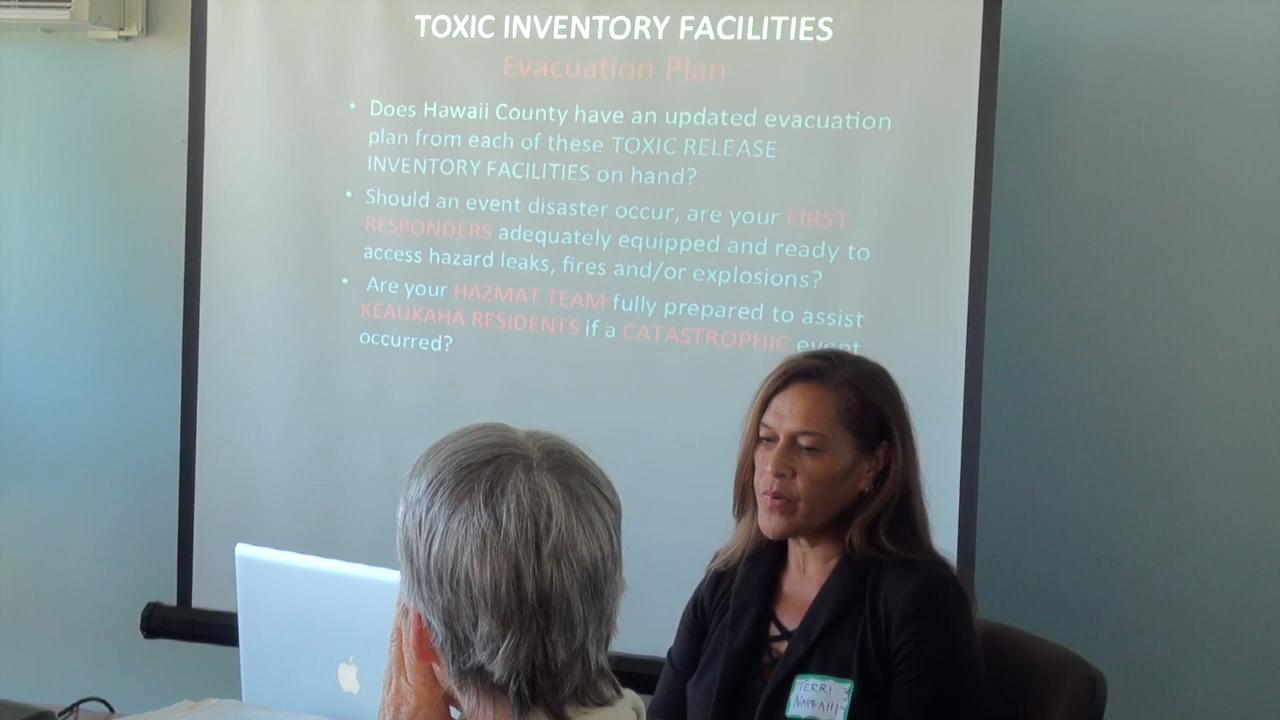 TOXIC INVENTORY FACILITIES
Evacuation Plan
• Does Hawaii County have an updated evacuation
plan from each of these TOXIC RELEASE
INVENTORY FACILITIES on hand?
• Should an event disaster occur, are your FIRST
RESPONDERS adequately equipped and ready to
access hazard leaks, fires and/or explosions?
• Are your HAZMAT TEAM fully prepared to assist
KEAUKAHA RESIDENTS if a CATASTROPHIC event
occurred?
TERRI